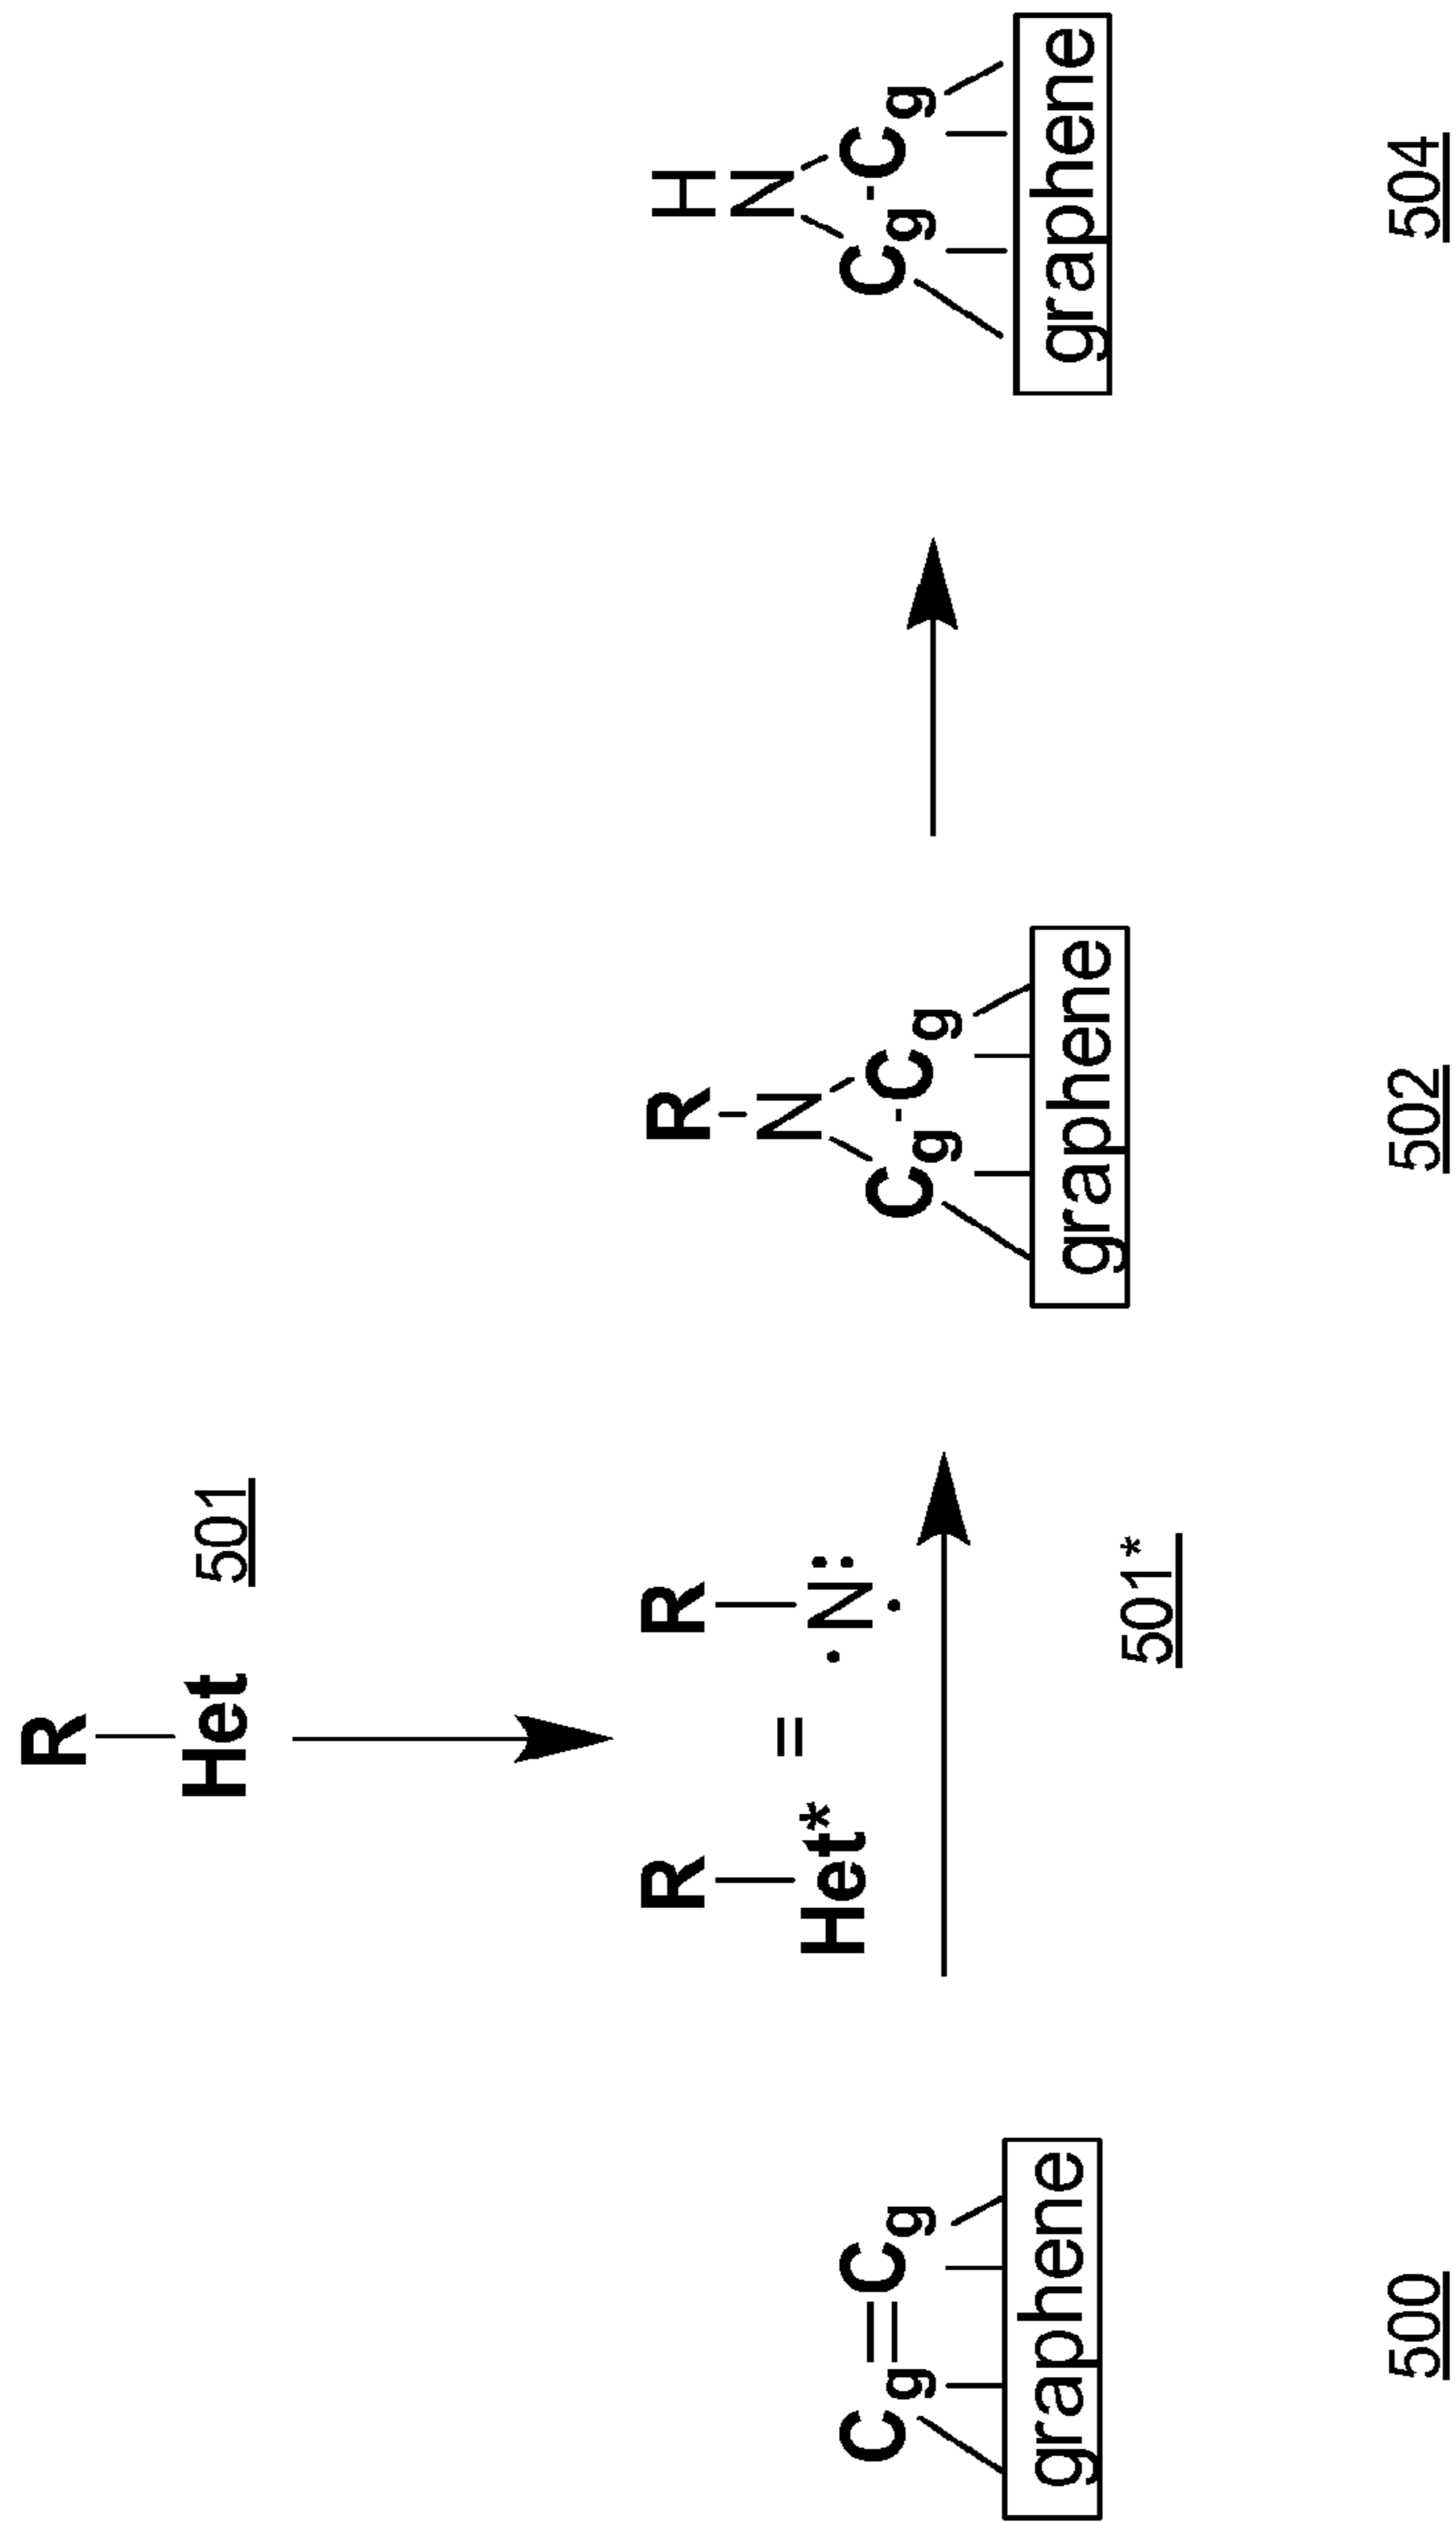 R
Het
501
R
Het*
=
R
N
501*
Cg=Cg
graphene
500
R
N
Cg-Cg
graphene
502
H
N
Cg-Cg
graphene
504